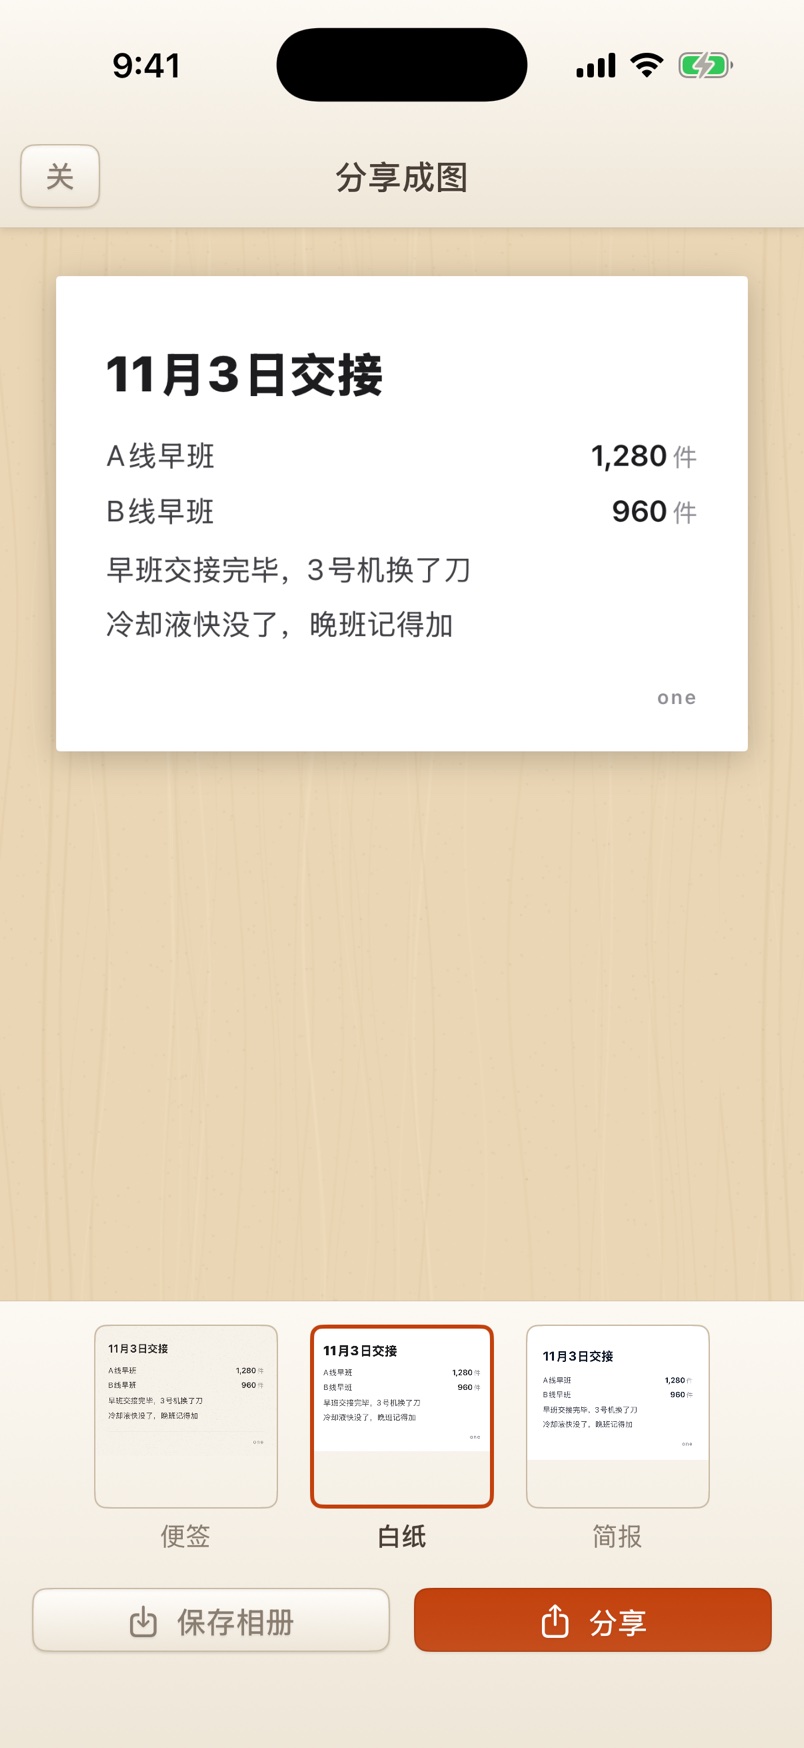 9:41
关
分享成图
11月3日交接
A线早班 1,280 件
B线早班 960 件
早班交接完毕，3号机换了刀
冷却液快没了，晚班记得加
one
11月3日交接
A线早班 1,280 件
B线早班 960 件
早班交接完毕，3号机换了刀
冷却液快没了，晚班记得加
one
11月3日交接
A线早班 1,280 件
B线早班 960 件
早班交接完毕，3号机换了刀
冷却液快没了，晚班记得加
one
11月3日交接
A线早班 1,280 件
B线早班 960 件
早班交接完毕，3号机换了刀
冷却液快没了，晚班记得加
one
便签
白纸
简报
保存相册
分享